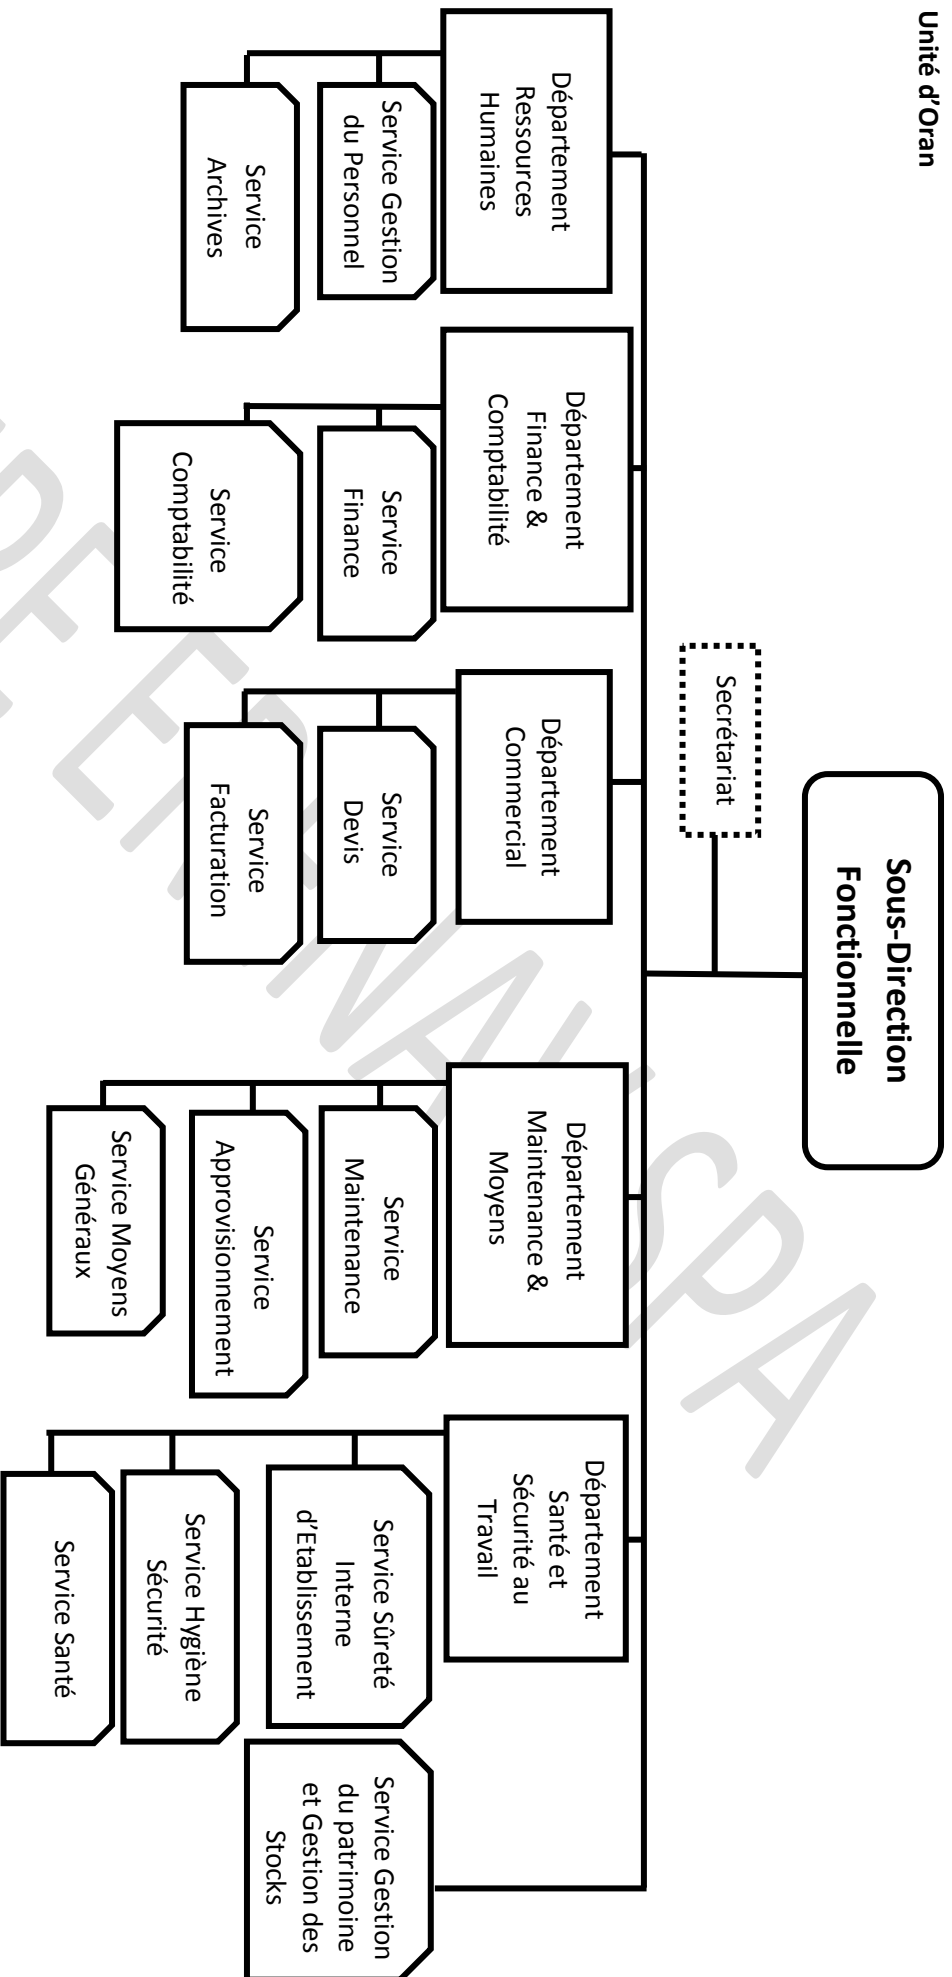 Unité d’Oran
Sous-Direction
Fonctionnelle
Secrétariat
Département
Ressources
Humaines
Service Gestion
du Personnel
Service
Archives
Département
Finance &
Comptabilité
Service
Finance
Service
Comptabilité
Département
Commercial
Service
Devis
Service
Facturation
Département
Maintenance &
Moyens
Service
Maintenance
Service
Approvisionnement
Service Moyens
Généraux
Département
Santé et
Sécurité au
Travail
Service Sûreté
Interne
d’Etablissement
Service Hygiène
Sécurité
Service Santé
Service Gestion
du patrimoine
et Gestion des
Stocks
SPA